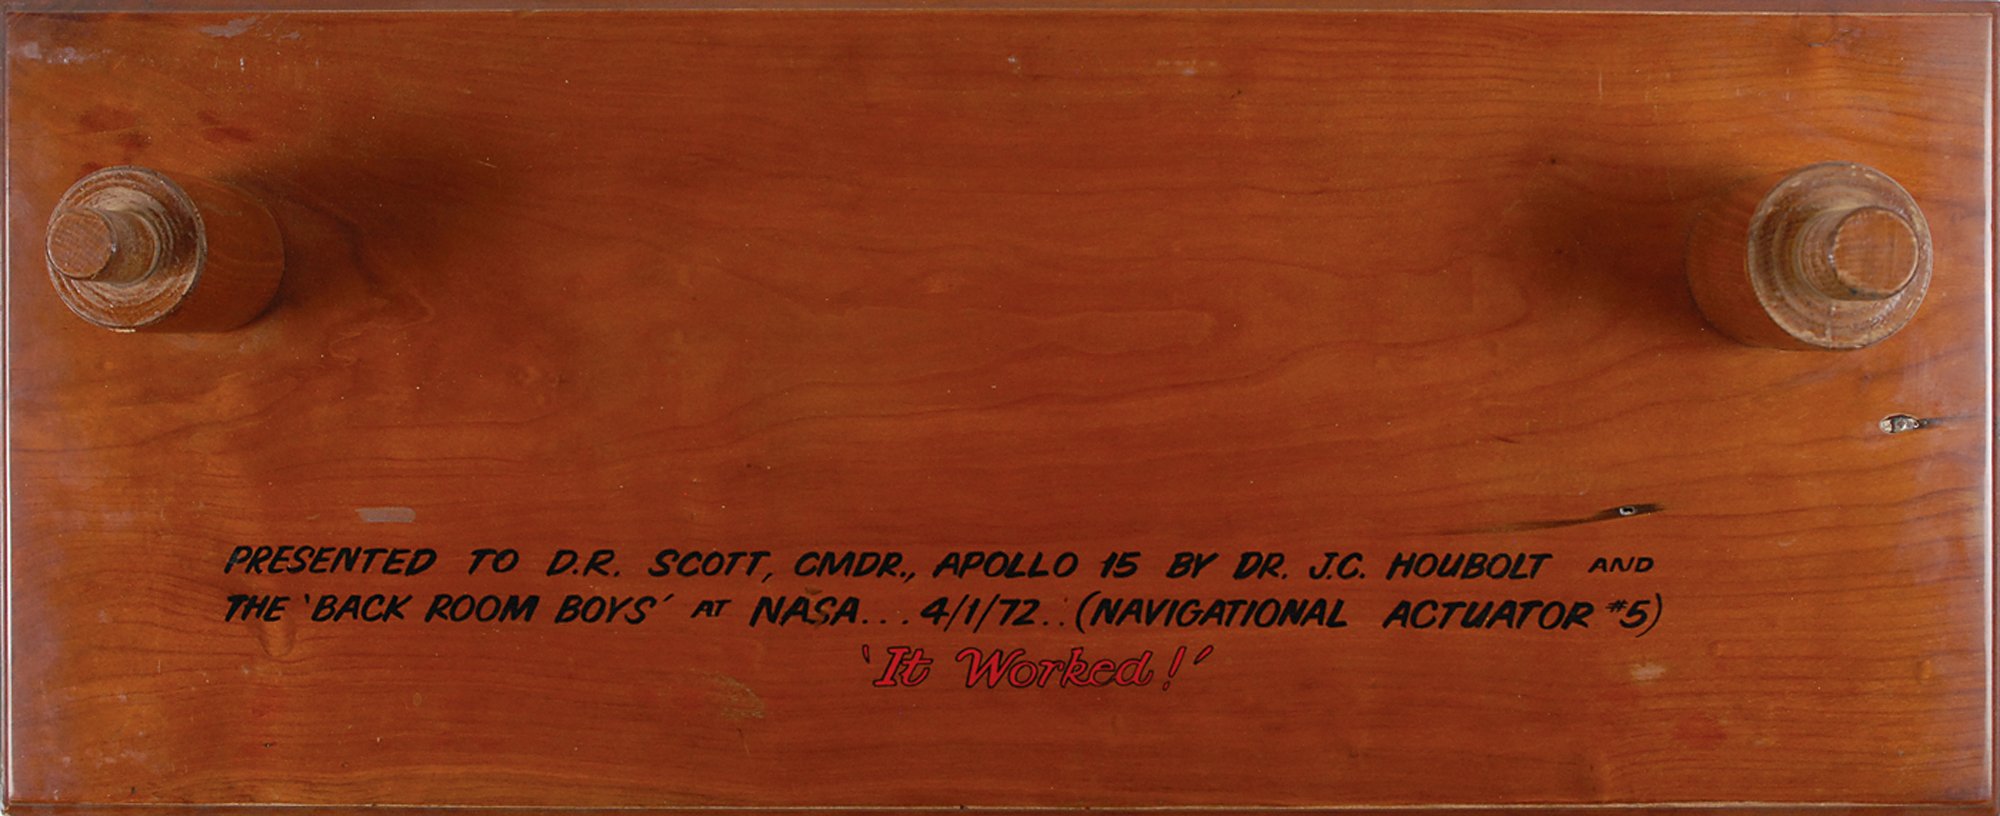 PRESENTED TO D.R. SCOTT, CMDR., APOLLO 15 BY DR. J.C. HOUBOLT AND
THE 'BACK ROOM BOYS' AT NASA... 4/1/72.. (NAVIGATIONAL ACTUATOR #5)
'It Worked!'